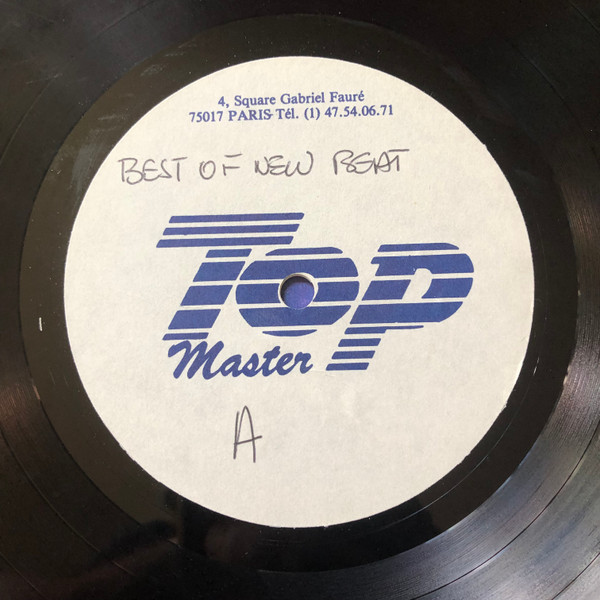 4, Square Gabriel Fauré
75017 PARIS-Tél. (1) 47.54.06.71
BEST OF NEW BEAT
Top
Master
A